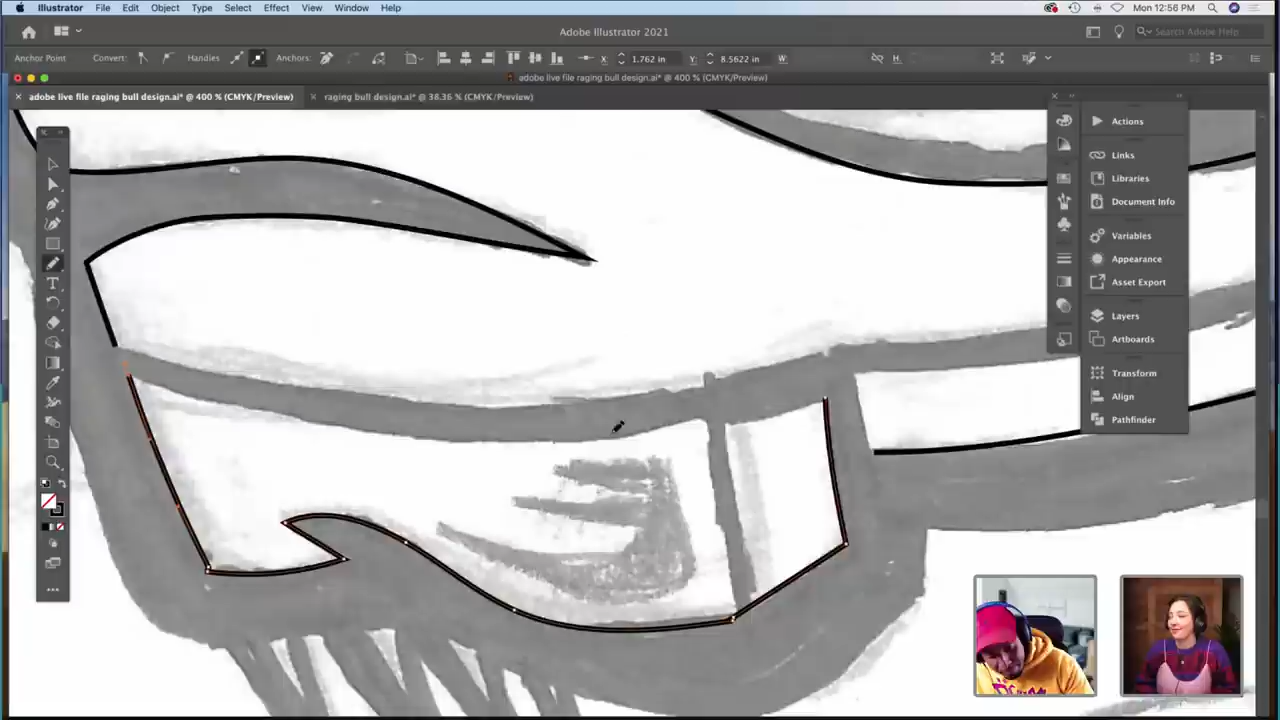 Illustrator File Edit Object Type Select Effect View Window Help Mon 12:56 PM
Adobe Illustrator 2021 Search Adobe Help
Anchor Point Convert: Handles Anchors: X: 1.762 in Y: 8.5622 in W
adobe live file raging bull design.ai* @ 400 % (CMYK/Preview)
× adobe live file raging bull design.ai* @ 400 % (CMYK/Preview) × raging bull design.ai* @ 38.36 % (CMYK/Preview)
Actions
Links
Libraries
Document Info
Variables
Appearance
Asset Export
Layers
Artboards
Transform
Align
Pathfinder